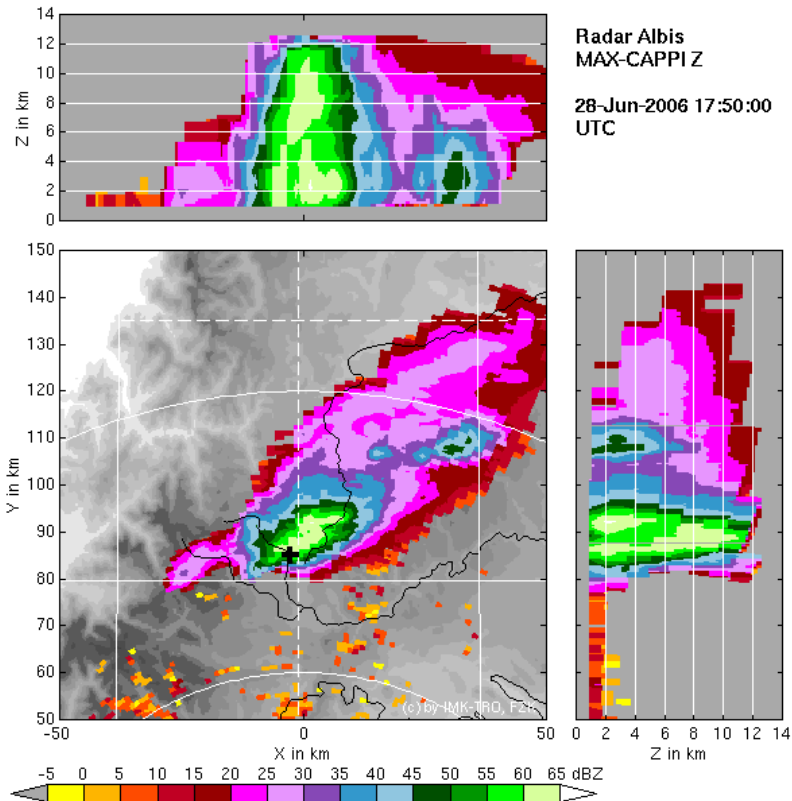 Radar Albis
MAX-CAPPI Z
28-Jun-2006 17:50:00
UTC
14
12
10
8
6
4
2
0
Z in km
150
140
130
120
110
100
90
80
70
60
50
Y in km
(c) by IMK-TRO, FZK
-50 0 50
X in km
0 2 4 6 8 10 12 14
Z in km
-5 0 5 10 15 20 25 30 35 40 45 50 55 60 65 dBZ